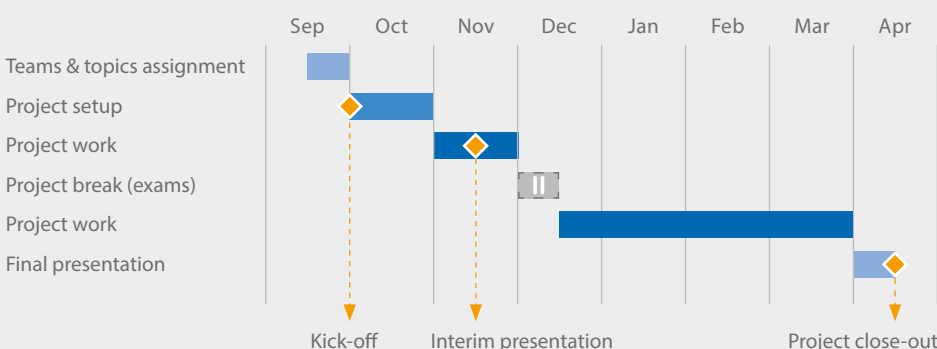 Sep Oct Nov Dec Jan Feb Mar Apr
Teams & topics assignment
Project setup
Project work
Project break (exams)
Project work
Final presentation
Kick-off Interim presentation Project close-out